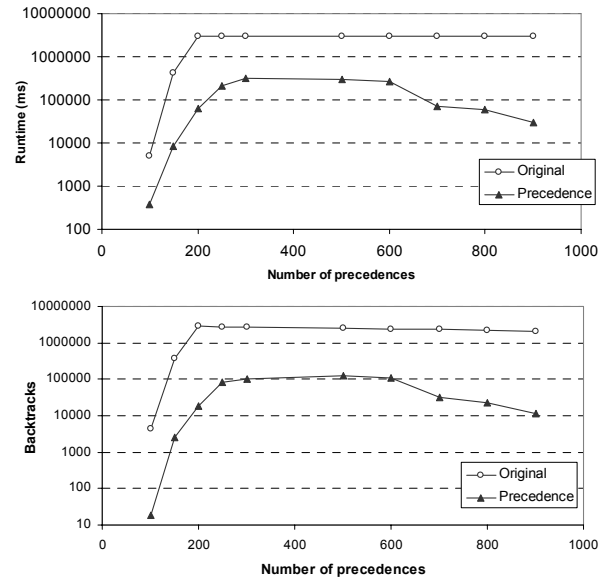 10000000
1000000
100000
10000
1000
100
Runtime (ms)
0 200 400 600 800 1000
Number of precedences
Original
Precedence
10000000
1000000
100000
10000
1000
100
10
Backtracks
0 200 400 600 800 1000
Number of precedences
Original
Precedence